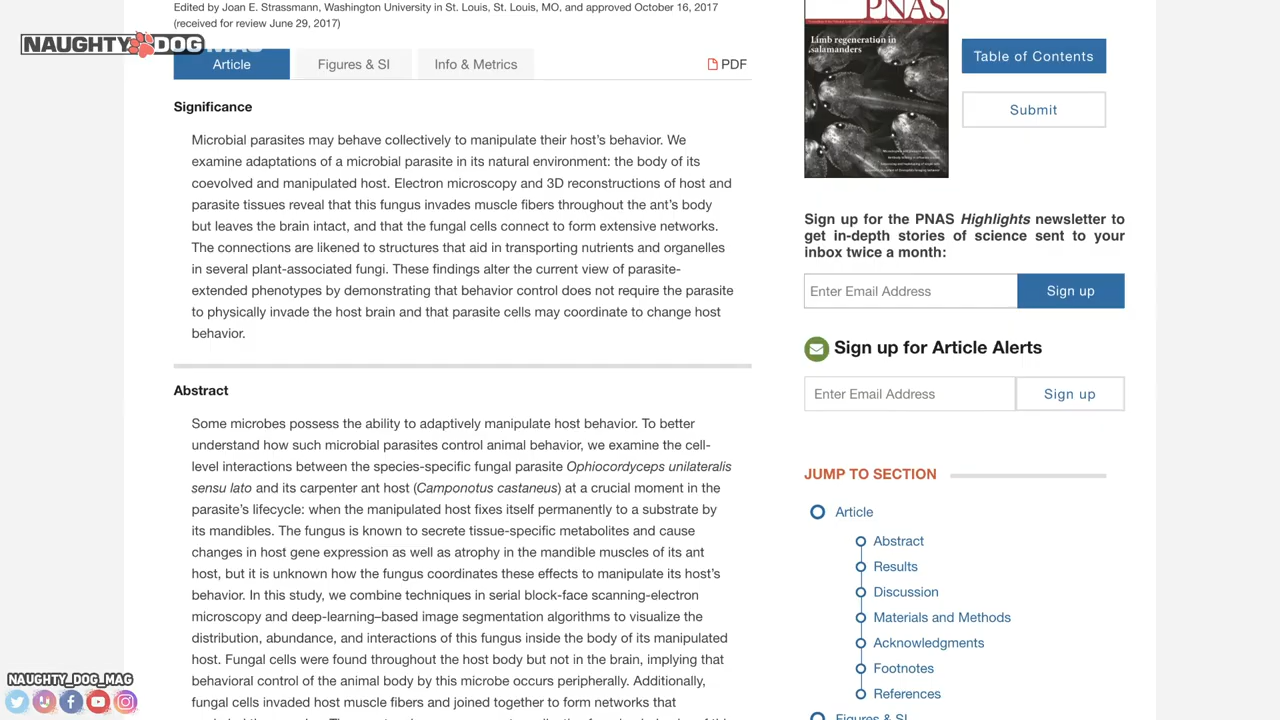 Edited by Joan E. Strassmann, Washington University in St. Louis, St. Louis, MO, and approved October 16, 2017
(received for review June 29, 2017)
NAUGHTY DOG
MAG
Article
Figures & SI
Info & Metrics
PDF
Significance
Microbial parasites may behave collectively to manipulate their host’s behavior. We
examine adaptations of a microbial parasite in its natural environment: the body of its
coevolved and manipulated host. Electron microscopy and 3D reconstructions of host and
parasite tissues reveal that this fungus invades muscle fibers throughout the ant’s body
but leaves the brain intact, and that the fungal cells connect to form extensive networks.
The connections are likened to structures that aid in transporting nutrients and organelles
in several plant-associated fungi. These findings alter the current view of parasite-
extended phenotypes by demonstrating that behavior control does not require the parasite
to physically invade the host brain and that parasite cells may coordinate to change host
behavior.
Abstract
Some microbes possess the ability to adaptively manipulate host behavior. To better
understand how such microbial parasites control animal behavior, we examine the cell-
level interactions between the species-specific fungal parasite Ophiocordyceps unilateralis
sensu lato and its carpenter ant host (Camponotus castaneus) at a crucial moment in the
parasite’s lifecycle: when the manipulated host fixes itself permanently to a substrate by
its mandibles. The fungus is known to secrete tissue-specific metabolites and cause
changes in host gene expression as well as atrophy in the mandible muscles of its ant
host, but it is unknown how the fungus coordinates these effects to manipulate its host’s
behavior. In this study, we combine techniques in serial block-face scanning-electron
microscopy and deep-learning–based image segmentation algorithms to visualize the
distribution, abundance, and interactions of this fungus inside the body of its manipulated
host. Fungal cells were found throughout the host body but not in the brain, implying that
behavioral control of the animal body by this microbe occurs peripherally. Additionally,
fungal cells invaded host muscle fibers and joined together to form networks that
PNAS
Limb regeneration in
salamanders
Table of Contents
Submit
Sign up for the PNAS Highlights newsletter to
get in-depth stories of science sent to your
inbox twice a month:
Enter Email Address
Sign up
Sign up for Article Alerts
Enter Email Address
Sign up
JUMP TO SECTION
Article
Abstract
Results
Discussion
Materials and Methods
Acknowledgments
Footnotes
References
Figures & SI
NAUGHTY_DOG_MAG